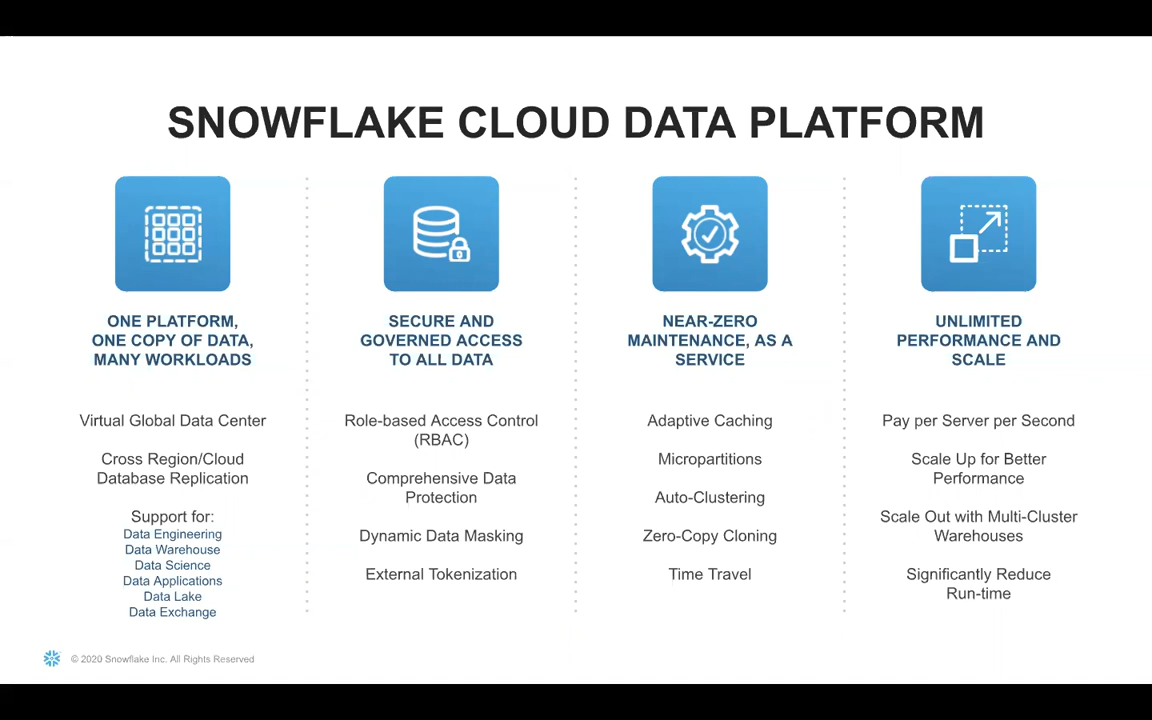 SNOWFLAKE CLOUD DATA PLATFORM
ONE PLATFORM,
ONE COPY OF DATA,
MANY WORKLOADS
Virtual Global Data Center
Cross Region/Cloud
Database Replication
Support for:
Data Engineering
Data Warehouse
Data Science
Data Applications
Data Lake
Data Exchange
SECURE AND
GOVERNED ACCESS
TO ALL DATA
Role-based Access Control
(RBAC)
Comprehensive Data
Protection
Dynamic Data Masking
External Tokenization
NEAR-ZERO
MAINTENANCE, AS A
SERVICE
Adaptive Caching
Micropartitions
Auto-Clustering
Zero-Copy Cloning
Time Travel
UNLIMITED
PERFORMANCE AND
SCALE
Pay per Server per Second
Scale Up for Better
Performance
Scale Out with Multi-Cluster
Warehouses
Significantly Reduce
Run-time
© 2020 Snowflake Inc. All Rights Reserved